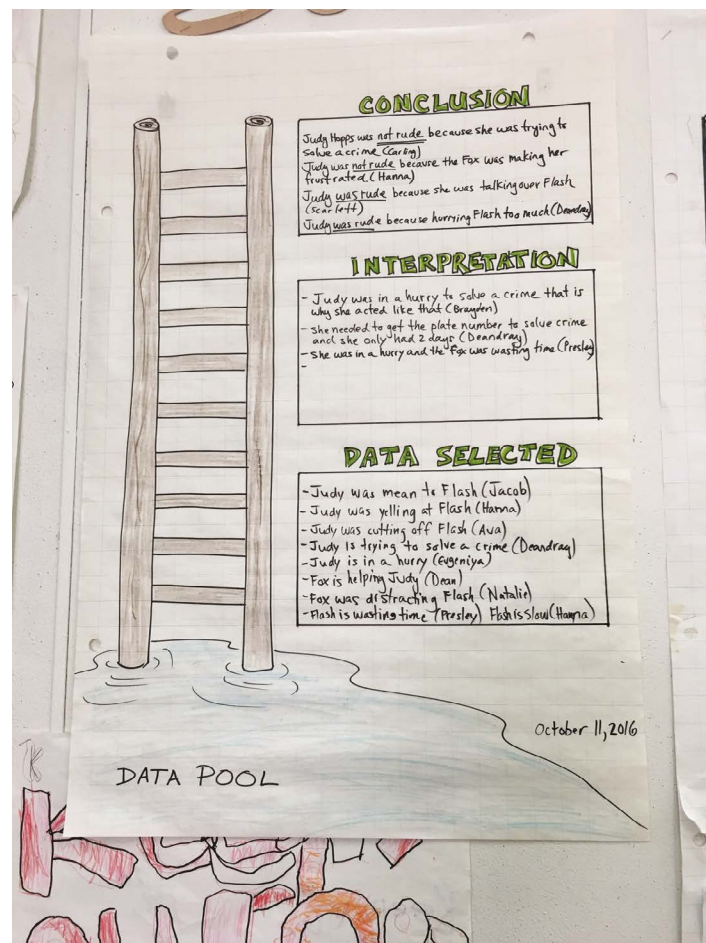 CONCLUSION
Judy Hopps was not rude because she was trying to
solve a crime (Carling)
Judy was not rude because the Fox was making her
frustrated. (Hanna)
Judy was rude because she was talking over Flash
(Scarlett)
Judy was rude because hurrying Flash too much (Deandray)
INTERPRETATION
- Judy was in a hurry to solve a crime that is
why she acted like that (Brayden)
- She needed to get the plate number to solve crime
and she only had 2 days (Deandray)
- She was in a hurry and the Fox was wasting time (Presley)
-
DATA SELECTED
- Judy was mean to Flash (Jacob)
- Judy was yelling at Flash (Hanna)
- Judy was cutting off Flash (Ava)
- Judy is trying to solve a crime (Deandray)
- Judy is in a hurry (Eugeniya)
- Fox is helping Judy (Dean)
- Fox was distracting Flash (Natalie)
- Flash is wasting time (Presley) Flash is slow (Hanna)
October 11, 2016
DATA POOL